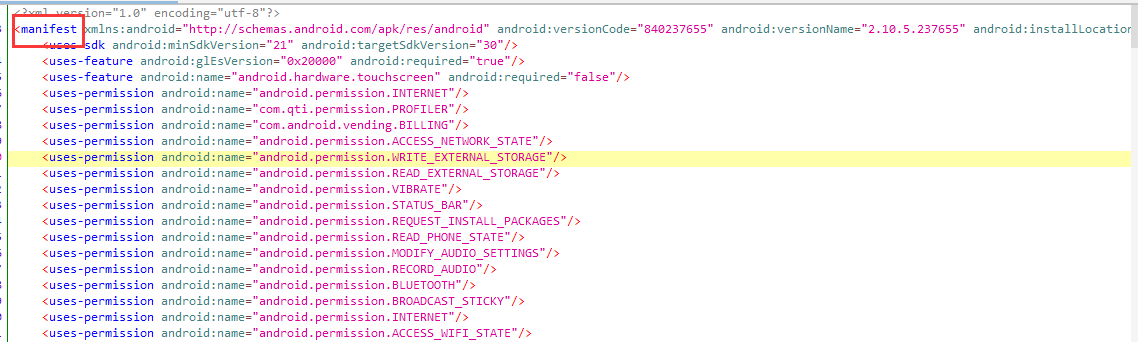 <?xml version="1.0" encoding="utf-8"?>
<manifest xmlns:android="http://schemas.android.com/apk/res/android" android:versionCode="840237655" android:versionName="2.10.5.237655" android:installLocation
<uses-sdk android:minSdkVersion="21" android:targetSdkVersion="30"/>
<uses-feature android:glEsVersion="0x20000" android:required="true"/>
<uses-feature android:name="android.hardware.touchscreen" android:required="false"/>
<uses-permission android:name="android.permission.INTERNET"/>
<uses-permission android:name="com.qti.permission.PROFILER"/>
<uses-permission android:name="com.android.vending.BILLING"/>
<uses-permission android:name="android.permission.ACCESS_NETWORK_STATE"/>
<uses-permission android:name="android.permission.WRITE_EXTERNAL_STORAGE"/>
<uses-permission android:name="android.permission.READ_EXTERNAL_STORAGE"/>
<uses-permission android:name="android.permission.VIBRATE"/>
<uses-permission android:name="android.permission.STATUS_BAR"/>
<uses-permission android:name="android.permission.REQUEST_INSTALL_PACKAGES"/>
<uses-permission android:name="android.permission.READ_PHONE_STATE"/>
<uses-permission android:name="android.permission.MODIFY_AUDIO_SETTINGS"/>
<uses-permission android:name="android.permission.RECORD_AUDIO"/>
<uses-permission android:name="android.permission.BLUETOOTH"/>
<uses-permission android:name="android.permission.BROADCAST_STICKY"/>
<uses-permission android:name="android.permission.INTERNET"/>
<uses-permission android:name="android.permission.ACCESS_WIFI_STATE"/>